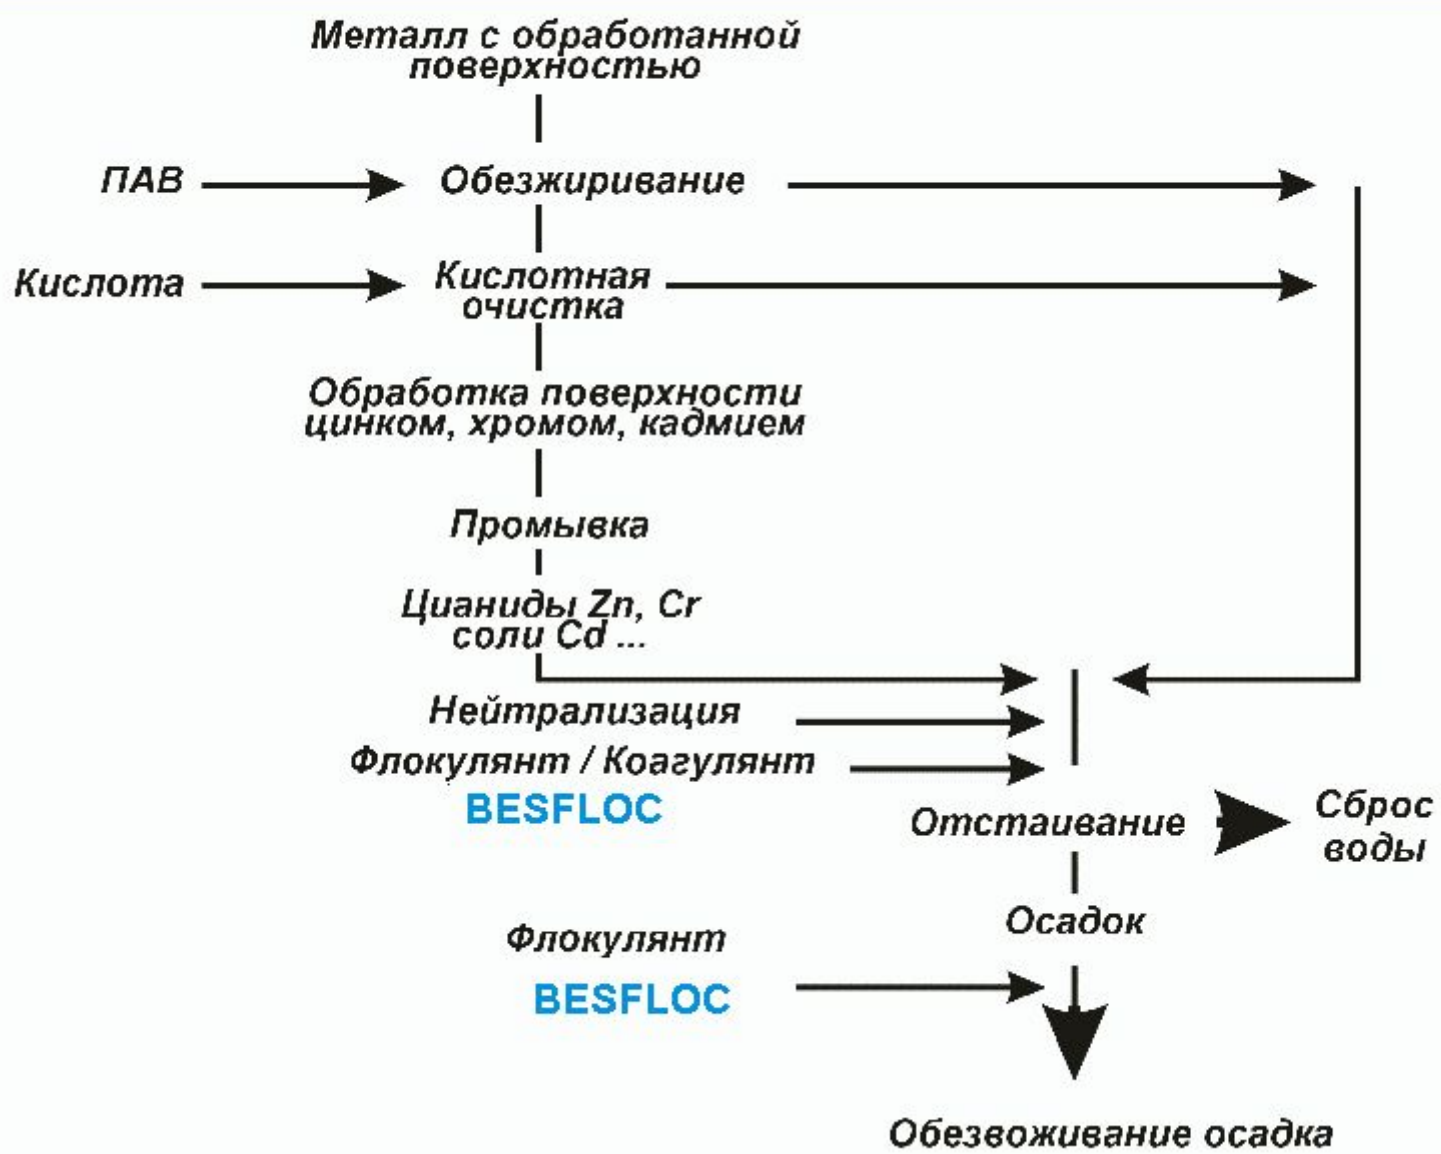 Металл с обработанной
поверхностью
ПАВ
Обезжиривание
Кислота
Кислотная
очистка
Обработка поверхности
цинком, хромом, кадмием
Промывка
Цианиды Zn, Cr
соли Cd ...
Нейтрализация
Флокулянт / Коагулянт
BESFLOC
Отстаивание
Сброс
воды
Осадок
Флокулянт
BESFLOC
Обезвоживание осадка